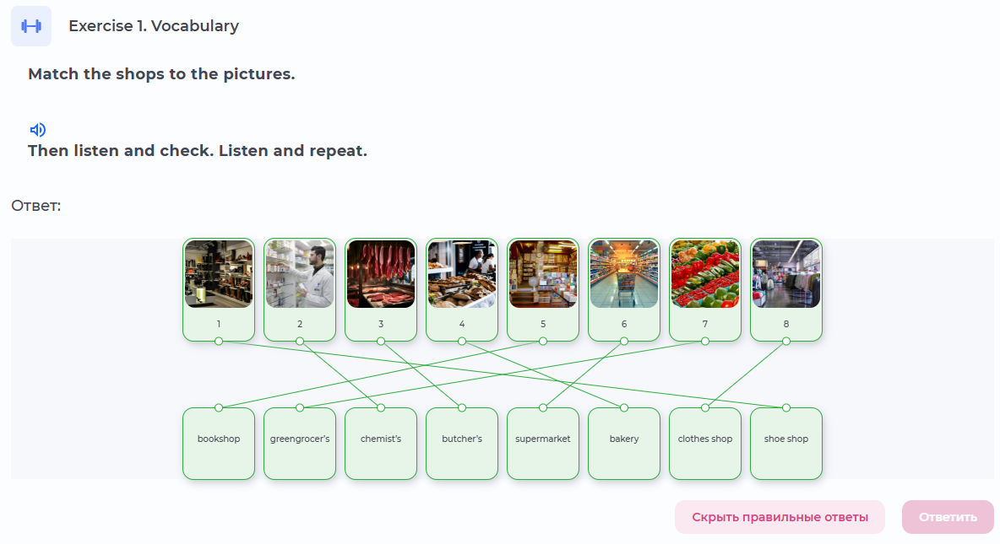 Exercise 1. Vocabulary
Match the shops to the pictures.
Then listen and check. Listen and repeat.
Ответ:
1 2 3 4 5 6 7 8
bookshop greengrocer's chemist's butcher's supermarket bakery clothes shop shoe shop
Скрыть правильные ответы Ответить